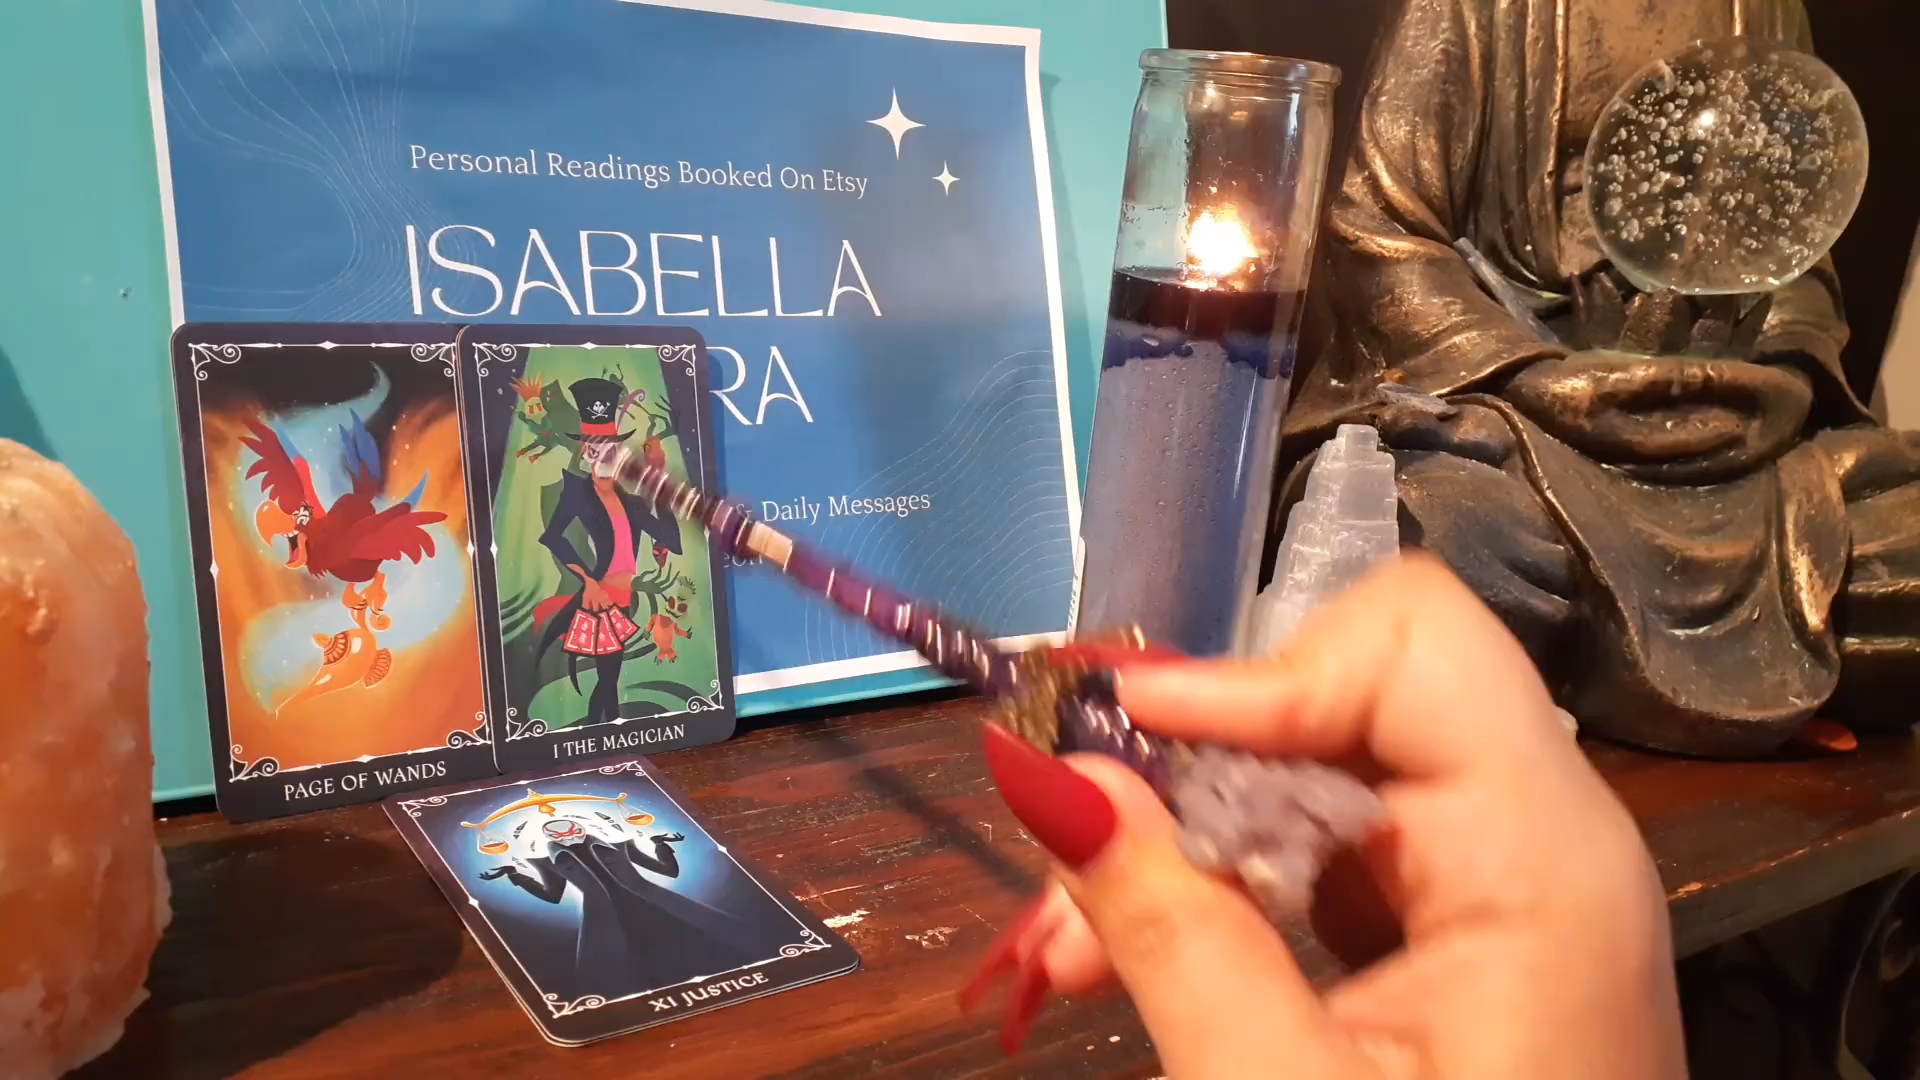 Personal Readings Booked On Etsy
ISABELLA
RA
& Daily Messages
PAGE OF WANDS
I THE MAGICIAN
XI JUSTICE